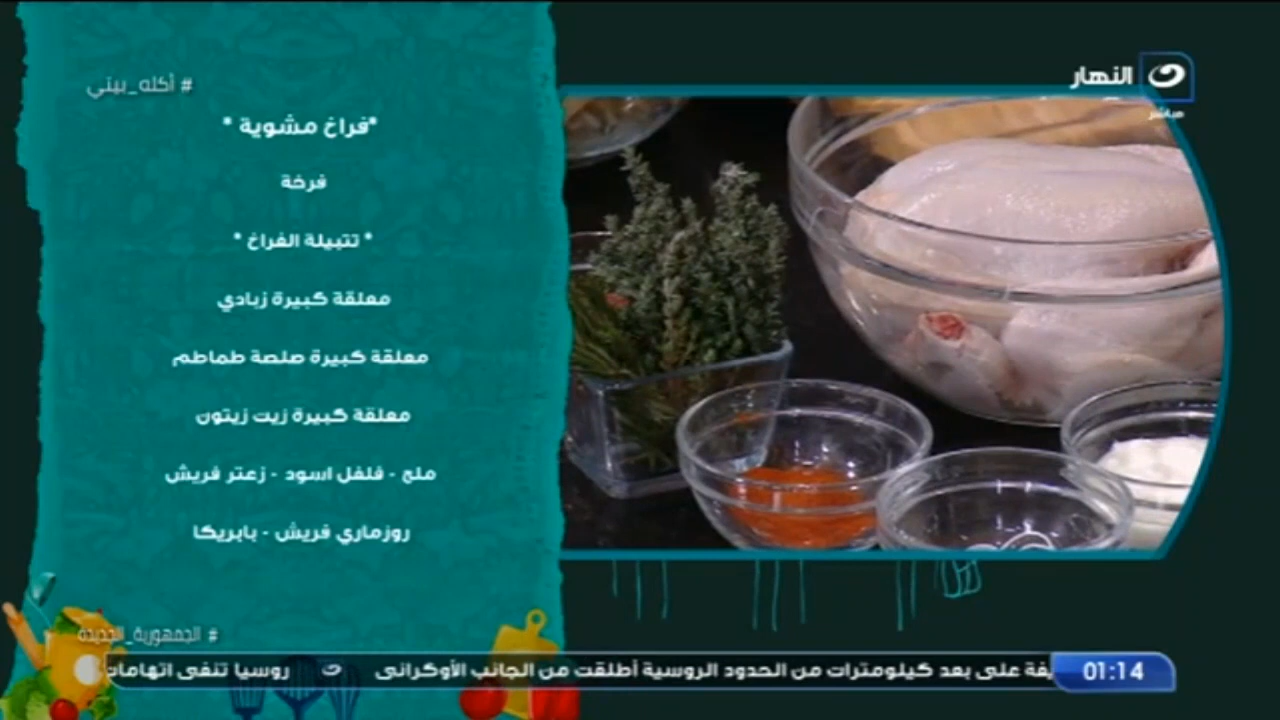 # أكله_بيتي
*فراخ مشوية *
فرخة
* تتبيلة الفراخ *
معلقة كبيرة زبادي
معلقة كبيرة صلصة طماطم
معلقة كبيرة زيت زيتون
ملح - فلفل اسود - زعتر فريش
روزماري فريش - بابريكا
النهار
مباشر
# الجمهورية_الجديدة
على بعد كيلومترات من الحدود الروسية أطلقت من الجانب الأوكرانى روسيا تنفى اتهامات
01:14